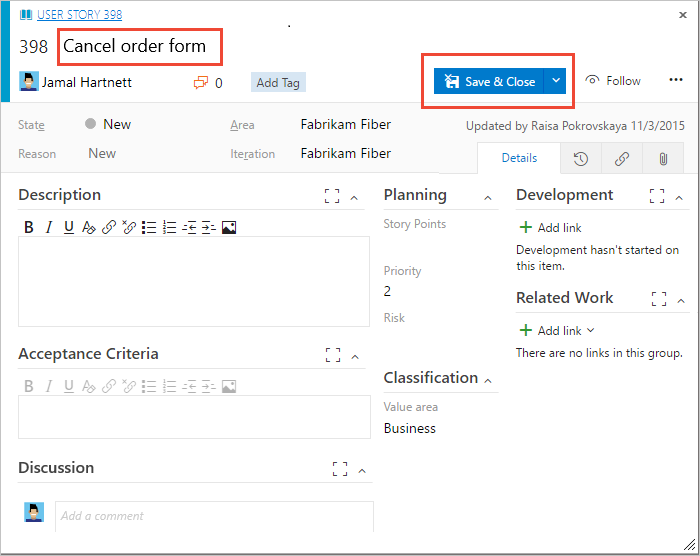 USER STORY 398
398 Cancel order form
Jamal Hartnett 0 Add Tag Save & Close Follow
State New Area Fabrikam Fiber Updated by Raisa Pokrovskaya 11/3/2015
Reason New Iteration Fabrikam Fiber
Details
Description
B I U
Acceptance Criteria
B I U
Discussion
Add a comment
Planning
Story Points
Priority
2
Risk
Classification
Value area
Business
Development
Add link
Development hasn't started on
this item.
Related Work
Add link
There are no links in this group.